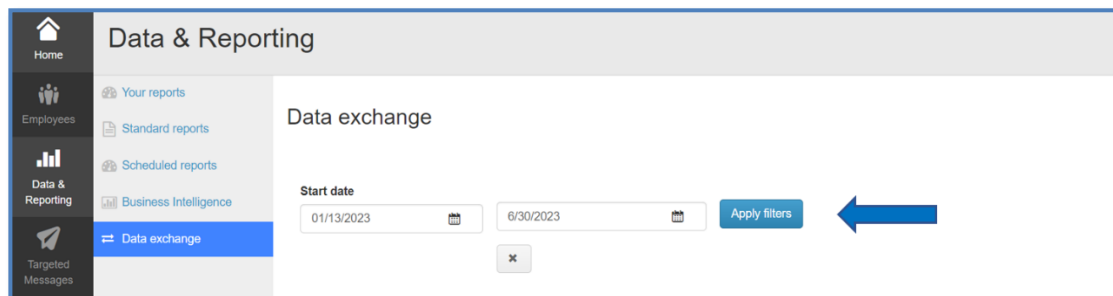 Home
Data & Reporting
Employees
Your reports
Standard reports
Data exchange
Data &
Reporting
Scheduled reports
Business Intelligence
Start date
01/13/2023
6/30/2023
Apply filters
Data exchange
Targeted
Messages